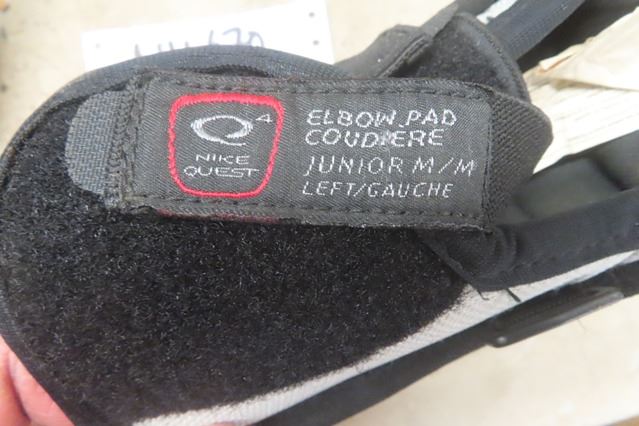 Q4
NIKE
QUEST
ELBOW PAD
COUDIERE
JUNIOR M/M
LEFT/GAUCHE